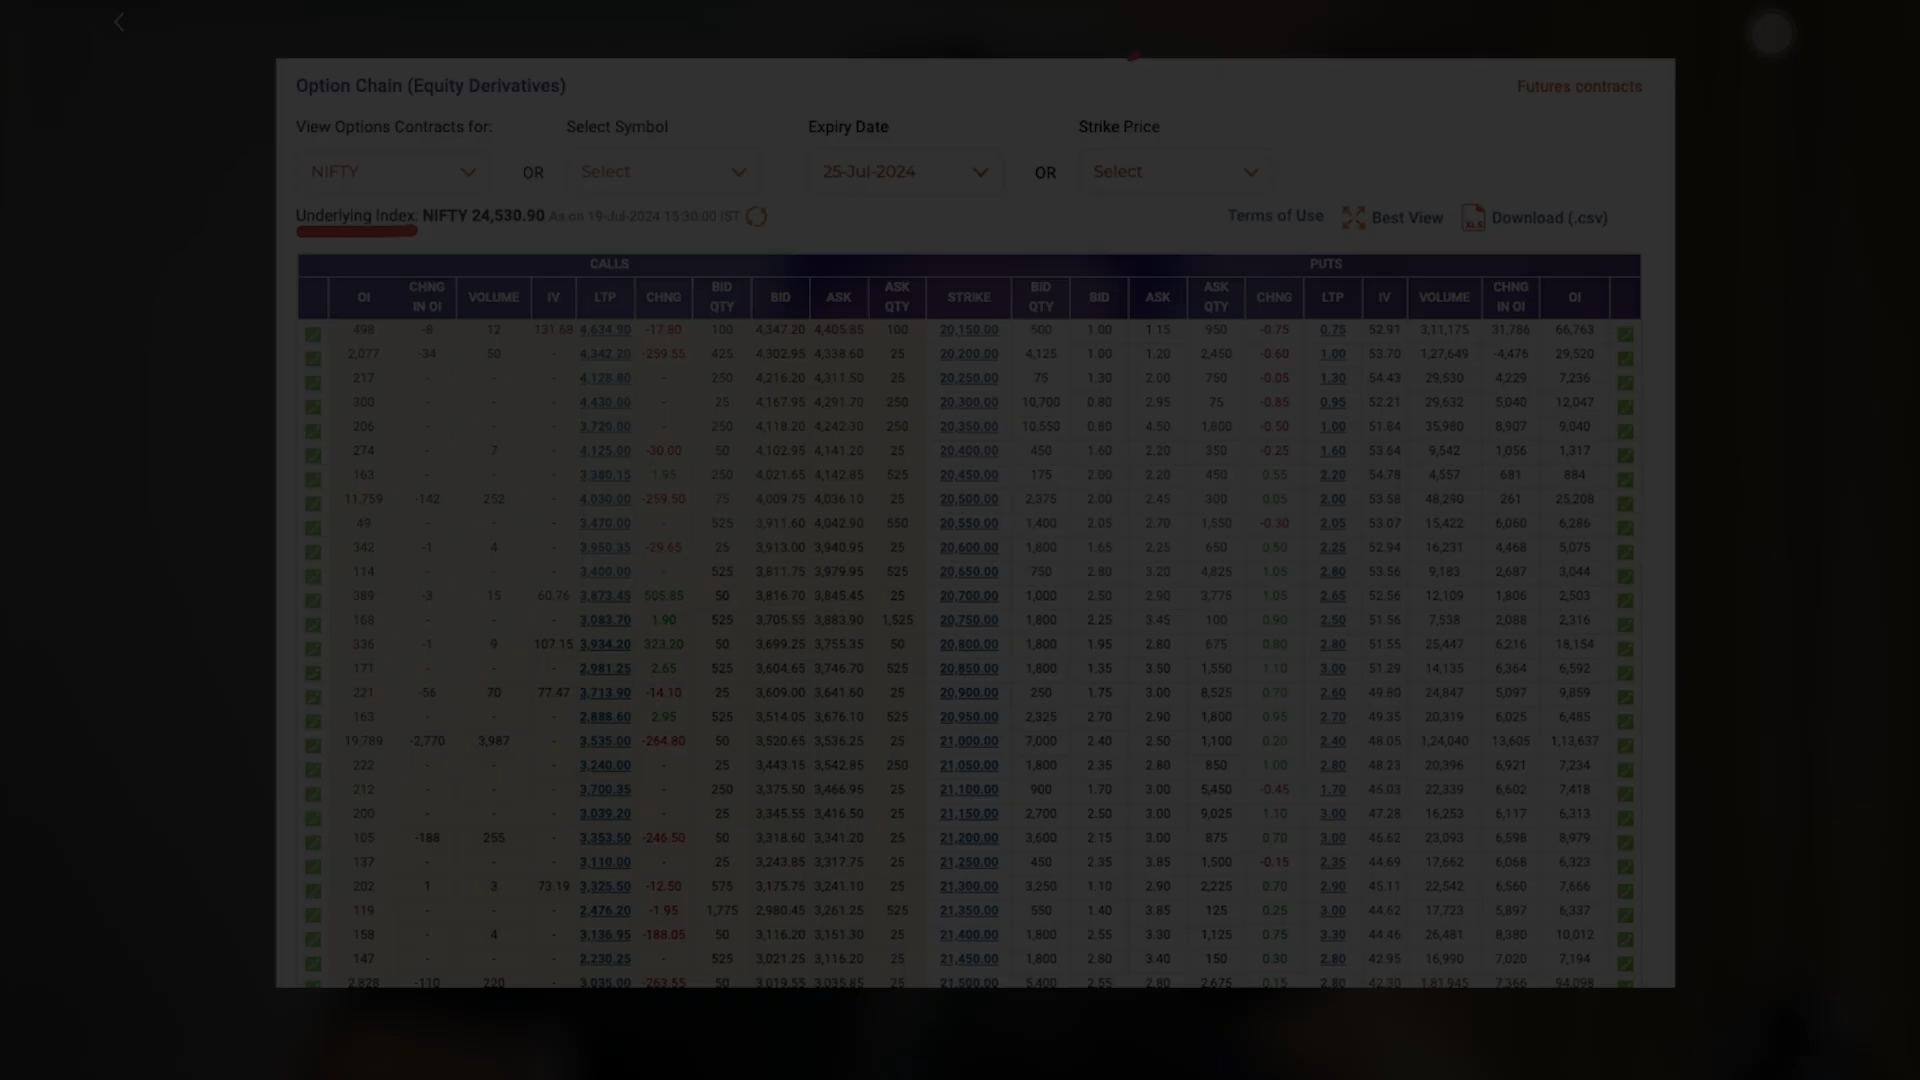 Option Chain (Equity Derivatives) Futures contracts
View Options Contracts for: Select Symbol Expiry Date Strike Price
NIFTY OR Select 25-Jul-2024 OR Select
Underlying Index: NIFTY 24,530.90 As on 19-Jul-2024 15:30:00 IST Terms of Use Best View XLS Download (.csv)
CALLS PUTS
OI CHNG IN OI VOLUME IV LTP CHNG BID QTY BID ASK ASK QTY STRIKE BID QTY BID ASK ASK QTY CHNG LTP IV VOLUME CHNG IN OI OI
498 -8 12 131.68 4,634.90 -17.80 100 4,347.20 4,405.85 100 20,150.00 500 1.00 1.15 950 -0.75 0.75 52.91 3,11,175 31,786 66,763
2,077 -34 50 - 4,342.20 -259.55 425 4,302.95 4,338.60 25 20,200.00 4,125 1.00 1.20 2,450 -0.60 1.00 53.70 1,27,649 -4,476 29,520
217 - - - 4,128.80 - 250 4,216.20 4,311.50 25 20,250.00 75 1.30 2.00 750 -0.05 1.30 54.43 29,530 4,229 7,236
300 - - - 4,430.00 - 25 4,167.95 4,291.70 250 20,300.00 10,700 0.80 2.95 75 -0.85 0.95 52.21 29,632 5,040 12,047
206 - - - 3,720.00 - 250 4,118.20 4,242.30 250 20,350.00 10,550 0.80 4.50 1,800 -0.50 1.00 51.84 35,980 8,907 9,040
274 - 7 - 4,125.00 -30.00 50 4,102.95 4,141.20 25 20,400.00 450 1.60 2.20 350 -0.25 1.60 53.64 9,542 1,056 1,317
163 - - - 3,380.15 1.95 250 4,021.65 4,142.85 525 20,450.00 175 2.00 2.20 450 0.55 2.20 54.78 4,557 681 884
11,759 -142 252 - 4,030.00 -259.50 75 4,009.75 4,036.10 25 20,500.00 2,375 2.00 2.45 300 0.05 2.00 53.58 48,290 261 25,208
49 - - - 3,470.00 - 525 3,911.60 4,042.90 550 20,550.00 1,400 2.05 2.70 1,550 -0.30 2.05 53.07 15,422 6,060 6,286
342 -1 4 - 3,950.35 -29.65 25 3,913.00 3,940.95 25 20,600.00 1,800 1.65 2.25 650 0.50 2.25 52.94 16,231 4,468 5,075
114 - - - 3,400.00 - 525 3,811.75 3,979.95 525 20,650.00 750 2.80 3.20 4,825 1.05 2.80 53.56 9,183 2,687 3,044
389 -3 15 60.76 3,873.45 505.85 50 3,816.70 3,845.45 25 20,700.00 1,000 2.50 2.90 3,775 1.05 2.65 52.56 12,109 1,806 2,503
168 - - - 3,083.70 1.90 525 3,705.55 3,883.90 1,525 20,750.00 1,800 2.25 3.45 100 0.90 2.50 51.56 7,538 2,088 2,316
336 -1 9 107.15 3,934.20 323.20 50 3,699.25 3,755.35 50 20,800.00 1,800 1.95 2.80 675 0.80 2.80 51.55 25,447 6,216 18,154
171 - - - 2,981.25 2.65 525 3,604.65 3,746.70 525 20,850.00 1,800 1.35 3.50 1,550 1.10 3.00 51.29 14,135 6,364 6,592
221 -56 70 77.47 3,713.90 -14.10 25 3,609.00 3,641.60 25 20,900.00 250 1.75 3.00 8,525 0.70 2.60 49.80 24,847 5,097 9,859
163 - - - 2,888.60 2.95 525 3,514.05 3,676.10 525 20,950.00 2,325 2.70 2.90 1,800 0.95 2.70 49.35 20,319 6,025 6,485
19,789 -2,770 3,987 - 3,535.00 -264.80 50 3,520.65 3,536.25 25 21,000.00 7,000 2.40 2.50 1,100 0.20 2.40 48.05 1,24,040 13,605 1,13,637
222 - - - 3,240.00 - 25 3,443.15 3,542.85 250 21,050.00 1,800 2.35 2.80 850 1.00 2.80 48.23 20,396 6,921 7,234
212 - - - 3,700.35 - 250 3,375.50 3,466.95 25 21,100.00 900 1.70 3.00 5,450 -0.45 1.70 45.03 22,339 6,602 7,418
200 - - - 3,039.20 - 25 3,345.55 3,416.50 25 21,150.00 2,700 2.50 3.00 9,025 1.10 3.00 47.28 16,253 6,117 6,313
105 -188 255 - 3,353.50 -246.50 50 3,318.60 3,341.20 25 21,200.00 3,600 2.15 3.00 875 0.70 3.00 46.62 23,093 6,598 8,979
137 - - - 3,110.00 - 25 3,243.85 3,317.75 25 21,250.00 450 2.35 3.85 1,500 -0.15 2.35 44.69 17,662 6,068 6,323
202 1 3 73.19 3,325.50 -12.50 575 3,175.75 3,241.10 25 21,300.00 3,250 1.10 2.90 2,225 0.70 2.90 45.11 22,542 6,560 7,666
119 - - - 2,476.20 -1.95 1,775 2,980.45 3,261.25 525 21,350.00 550 1.40 3.85 125 0.25 3.00 44.62 17,723 5,897 6,337
158 - 4 - 3,136.95 -188.05 50 3,116.20 3,151.30 25 21,400.00 1,800 2.55 3.30 1,125 0.75 3.30 44.46 26,481 8,380 10,012
147 - - - 2,230.25 - 525 3,021.25 3,116.20 25 21,450.00 1,800 2.80 3.40 150 0.30 2.80 42.95 16,990 7,020 7,194
2,828 -110 220 - 3,035.00 -263.55 50 3,019.55 3,035.85 25 21,500.00 5,400 2.55 2.80 2,675 0.15 2.80 42.30 1,81,945 7,366 94,098